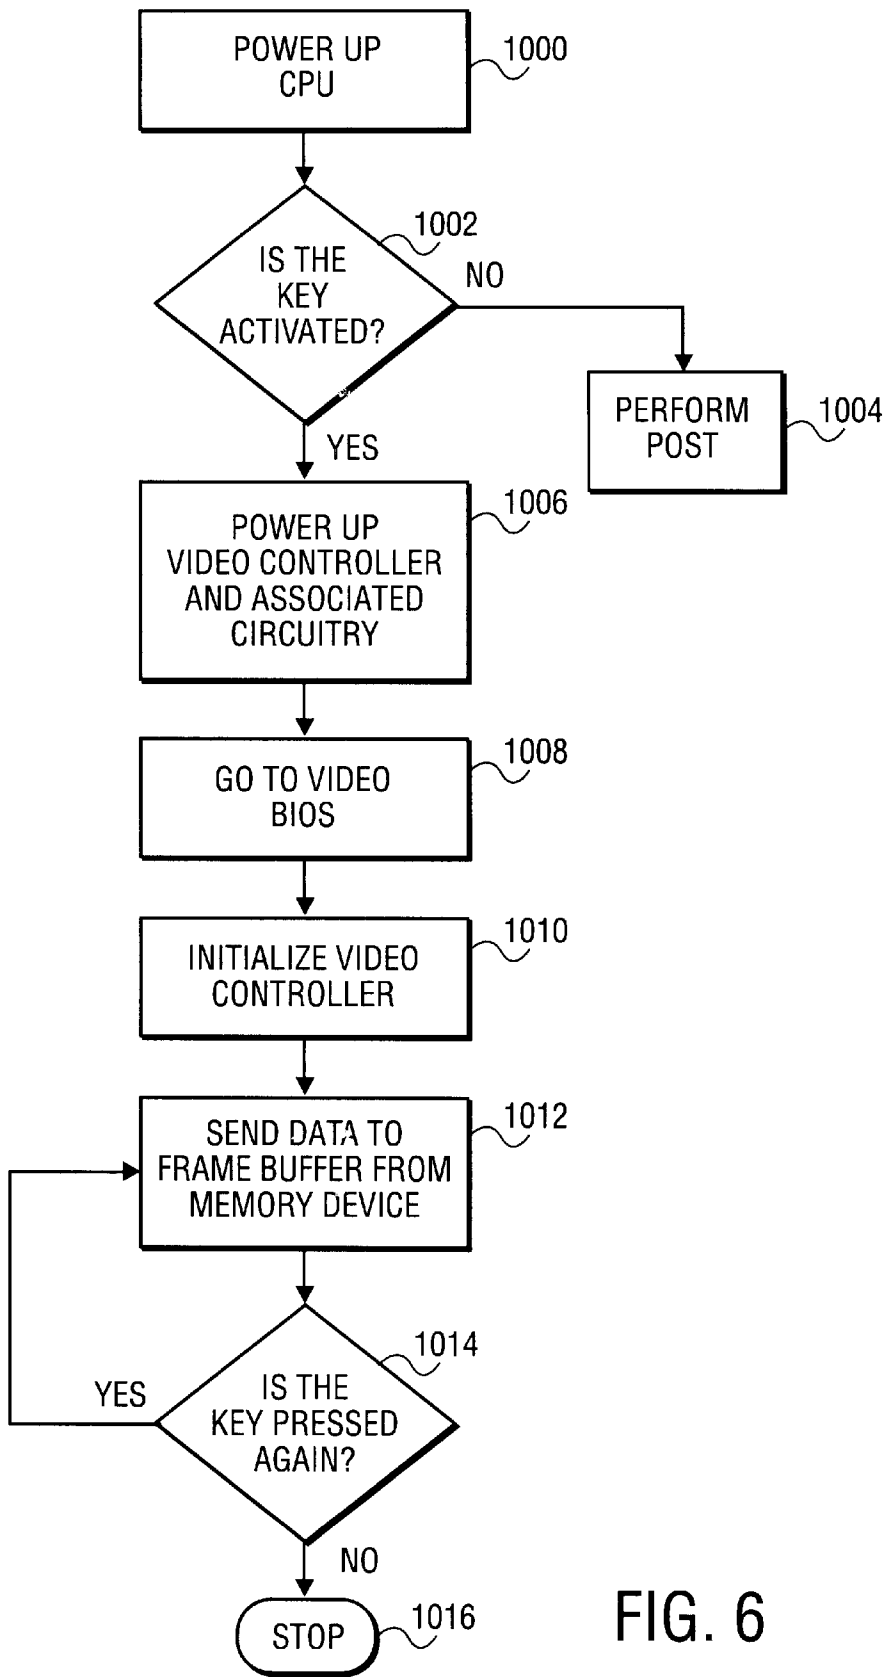 POWER UP
CPU
1000
1002
IS THE
KEY
ACTIVATED?
NO
PERFORM
POST
1004
YES
POWER UP
VIDEO CONTROLLER
AND ASSOCIATED
CIRCUITRY
1006
GO TO VIDEO
BIOS
1008
INITIALIZE VIDEO
CONTROLLER
1010
SEND DATA TO
FRAME BUFFER FROM
MEMORY DEVICE
1012
1014
YES
IS THE
KEY PRESSED
AGAIN?
NO
STOP
1016
FIG. 6